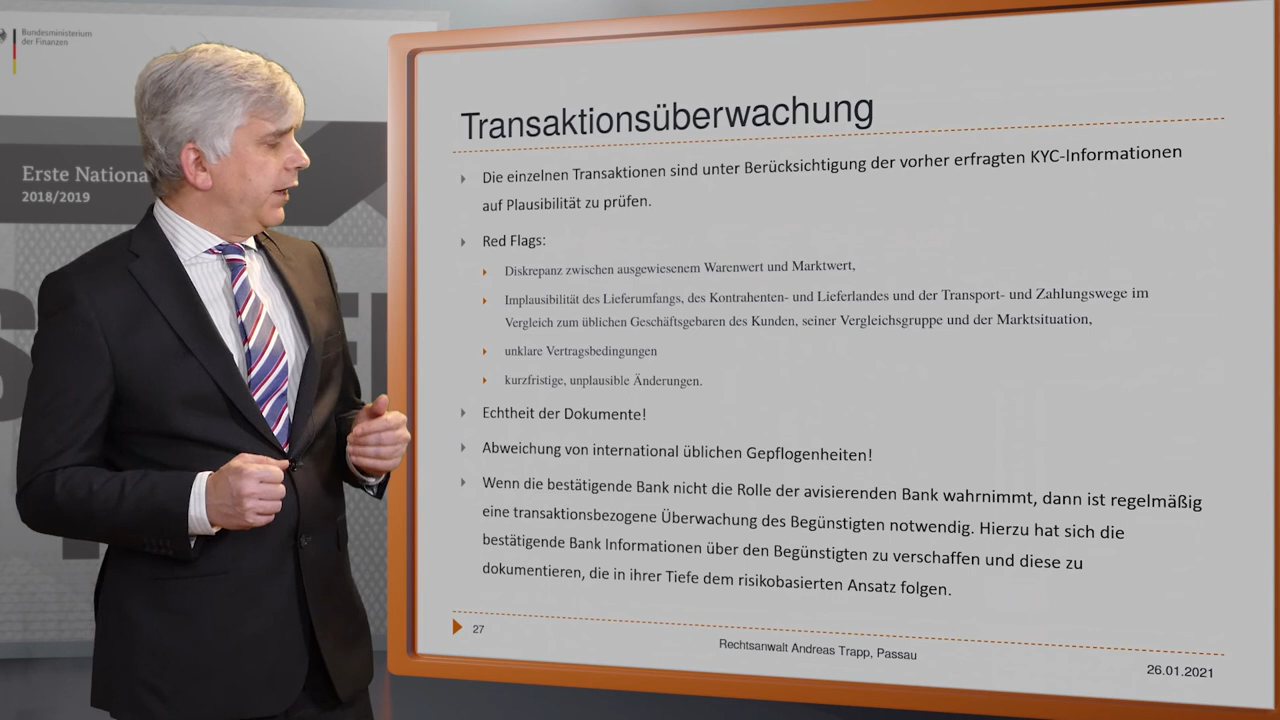 Bundesministerium
der Finanzen
Erste Nationa
2018/2019
Transaktionsüberwachung
Die einzelnen Transaktionen sind unter Berücksichtigung der vorher erfragten KYC-Informationen
auf Plausibilität zu prüfen.
Red Flags:
Diskrepanz zwischen ausgewiesenem Warenwert und Marktwert,
Implausibilität des Lieferumfangs, des Kontrahenten- und Lieferlandes und der Transport- und Zahlungswege im
Vergleich zum üblichen Geschäftsgebaren des Kunden, seiner Vergleichsgruppe und der Marktsituation,
unklare Vertragsbedingungen
kurzfristige, unplausible Änderungen.
Echtheit der Dokumente!
Abweichung von international üblichen Gepflogenheiten!
Wenn die bestätigende Bank nicht die Rolle der avisierenden Bank wahrnimmt, dann ist regelmäßig
eine transaktionsbezogene Überwachung des Begünstigten notwendig. Hierzu hat sich die
bestätigende Bank Informationen über den Begünstigten zu verschaffen und diese zu
dokumentieren, die in ihrer Tiefe dem risikobasierten Ansatz folgen.
27
Rechtsanwalt Andreas Trapp, Passau
26.01.2021